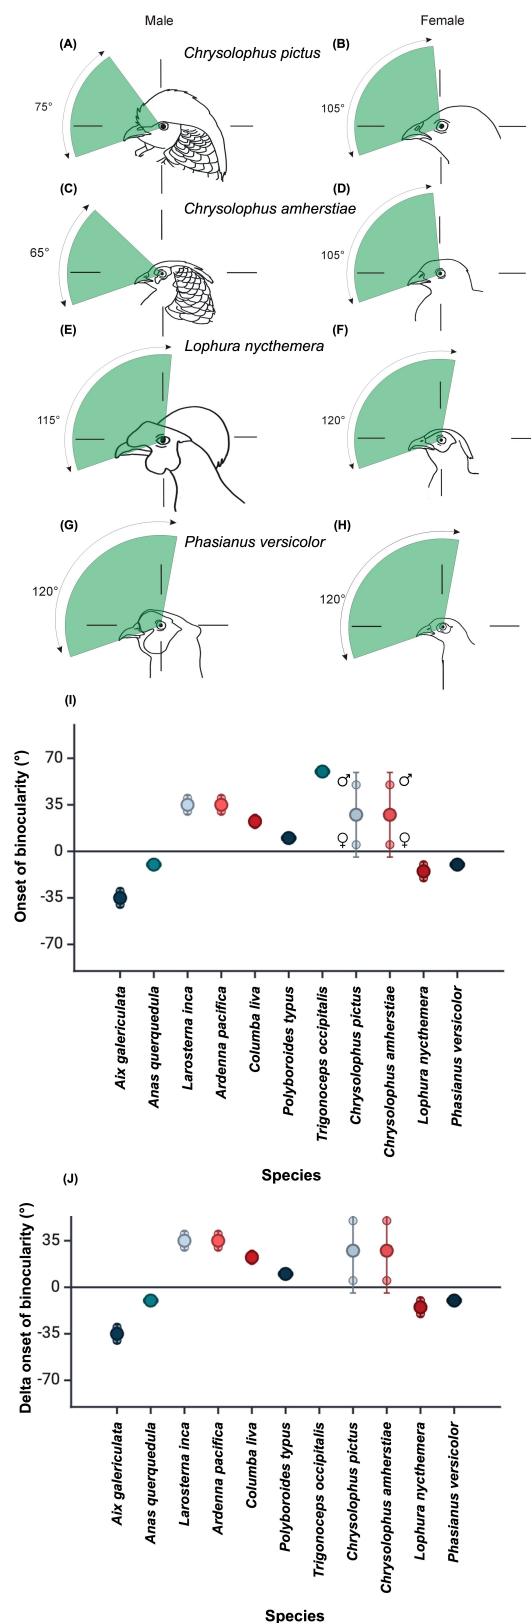 Male
Female
(A)
Chrysolophus pictus
(B)
75°
105°
(C)
Chrysolophus amherstiae
(D)
65°
105°
(E)
Lophura nycthemera
(F)
115°
120°
(G)
Phasianus versicolor
(H)
120°
120°
(I)
Onset of binocularity (°)
70
35
0
-35
-70
♂
♂
♀
♀
Aix galericulata
Anas querquedula
Larosterna inca
Ardenna pacifica
Columba liva
Polyboroides typus
Trigonoceps occipitalis
Chrysolophus pictus
Chrysolophus amherstiae
Lophura nycthemera
Phasianus versicolor
Species
(J)
Delta onset of binocularity (°)
35
0
-35
-70
Aix galericulata
Anas querquedula
Larosterna inca
Ardenna pacifica
Columba liva
Polyboroides typus
Trigonoceps occipitalis
Chrysolophus pictus
Chrysolophus amherstiae
Lophura nycthemera
Phasianus versicolor
Species